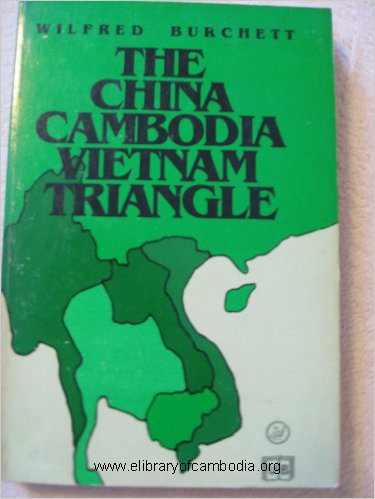 WILFRED BURCHETT
THE
CHINA
CAMBODIA
VIETNAM
TRIANGLE
www.elibraryofcambodia.org